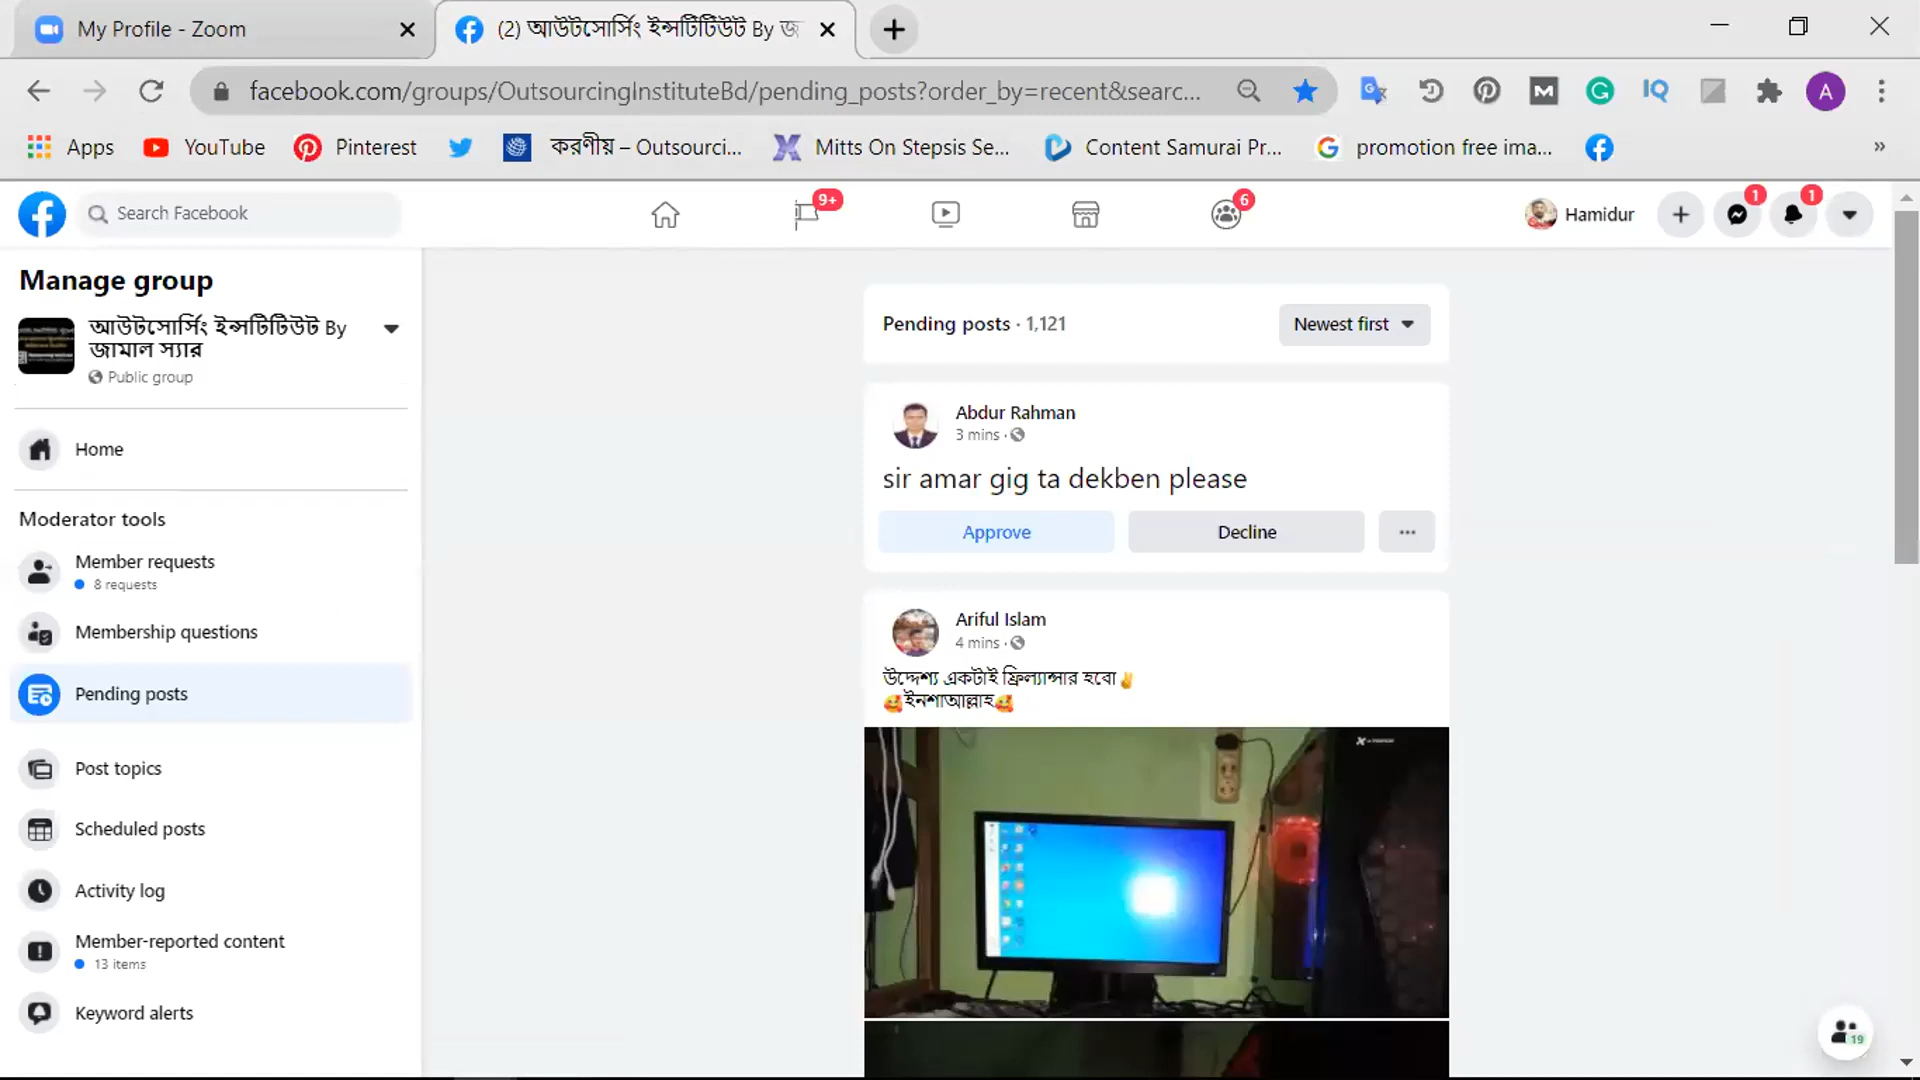 My Profile - Zoom
(2) আউটসোর্সিং ইন্সটিটিউট By জ
facebook.com/groups/OutsourcingInstituteBd/pending_posts?order_by=recent&searc...
A
Apps
YouTube
Pinterest
করণীয় – Outsourci...
Mitts On Stepsis Se...
Content Samurai Pr...
promotion free ima...
»
Search Facebook
9+
6
Hamidur
1
1
Manage group
আউটসোর্সিং ইন্সটিটিউট By
জামাল স্যার
Public group
Home
Moderator tools
Member requests
8 requests
Membership questions
Pending posts
Post topics
Scheduled posts
Activity log
Member-reported content
13 items
Keyword alerts
Pending posts · 1,121
Newest first
Abdur Rahman
3 mins ·
sir amar gig ta dekben please
Approve
Decline
...
Ariful Islam
4 mins ·
উদ্দেশ্য একটাই ফ্রিল্যান্সার হবো✌
🥰ইনশাআল্লাহ🥰
19